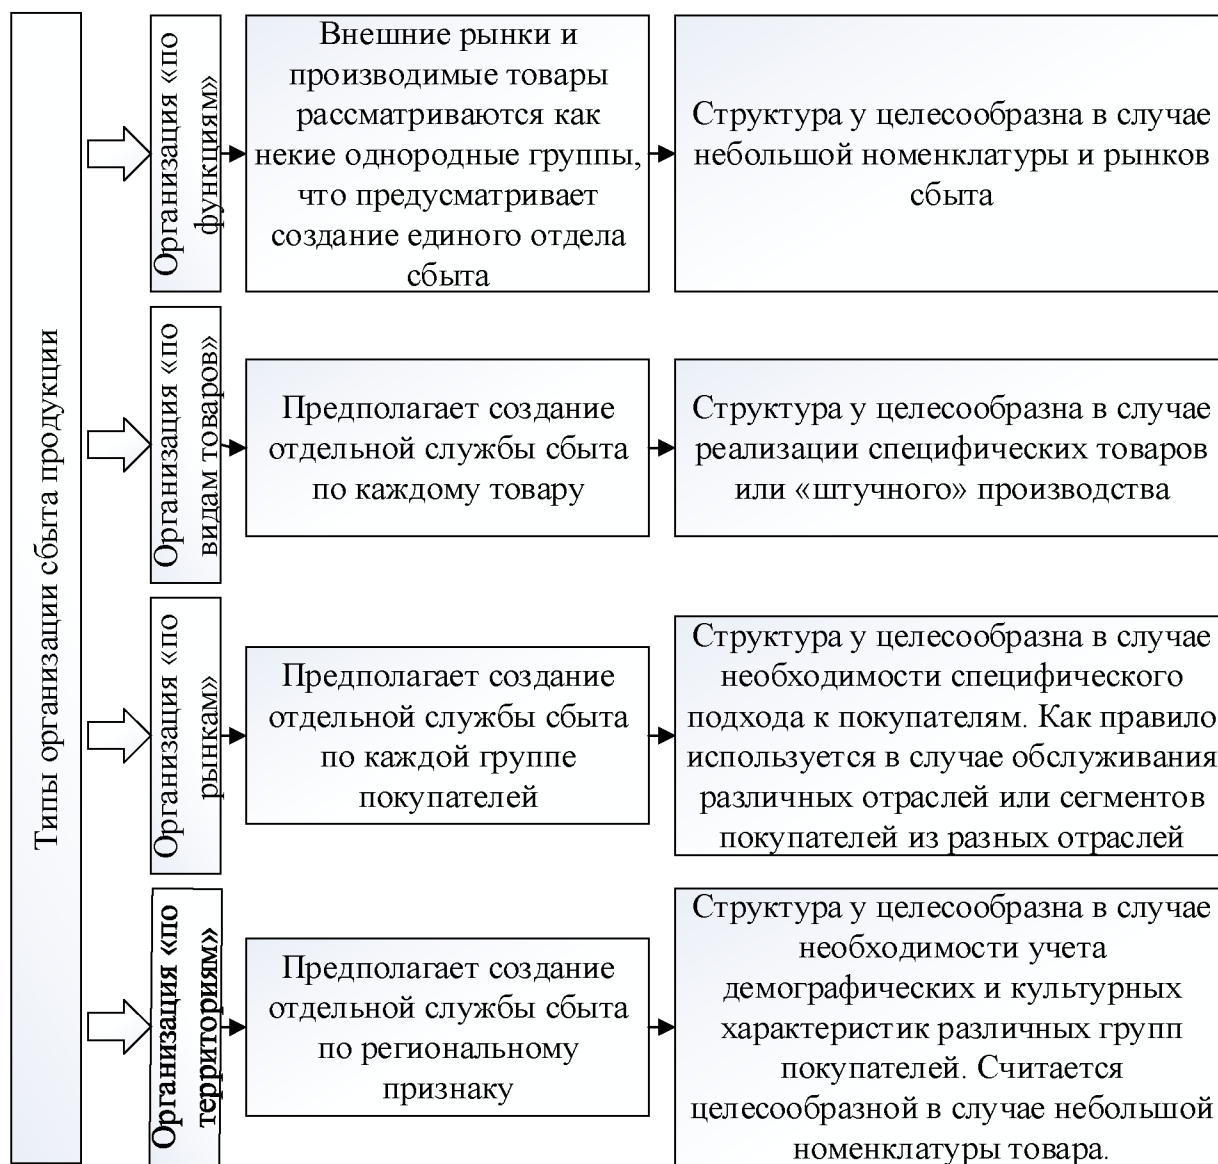 Типы организации сбыта продукции
Организация «по
функциям»
Внешние рынки и
производимые товары
рассматриваются как
некие однородные группы,
что предусматривает
создание единого отдела
сбыта
Структура у целесообразна в случае
небольшой номенклатуры и рынков
сбыта
Организация «по
видам товаров»
Предполагает создание
отдельной службы сбыта
по каждому товару
Структура у целесообразна в случае
реализации специфических товаров
или «штучного» производства
Организация «по
рынкам»
Предполагает создание
отдельной службы сбыта
по каждой группе
покупателей
Структура у целесообразна в случае
необходимости специфического
подхода к покупателям. Как правило
используется в случае обслуживания
различных отраслей или сегментов
покупателей из разных отраслей
Организация «по
территориям»
Предполагает создание
отдельной службы сбыта
по региональному
признаку
Структура у целесообразна в случае
необходимости учета
демографических и культурных
характеристик различных групп
покупателей. Считается
целесообразной в случае небольшой
номенклатуры товара.